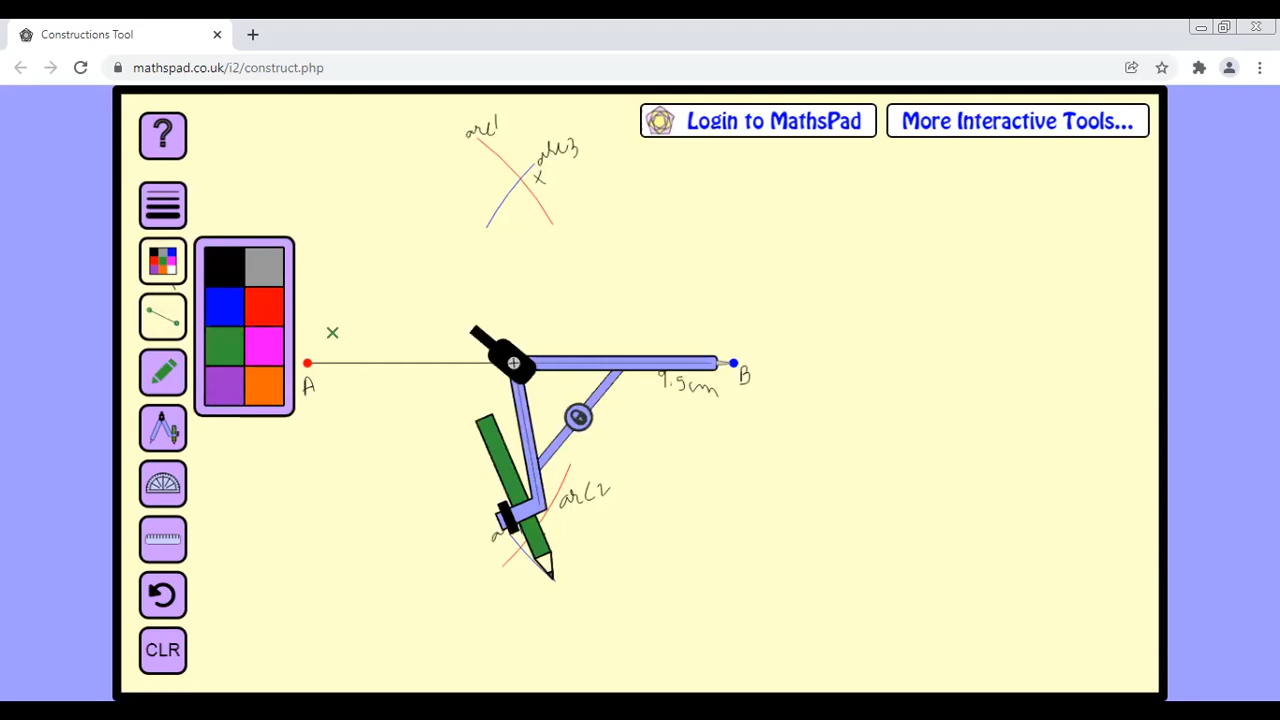 Constructions Tool
mathspad.co.uk/i2/construct.php
?
Login to MathsPad
More Interactive Tools...
arc1
arc3
x
A
9.5cm
B
arc2
a
CLR